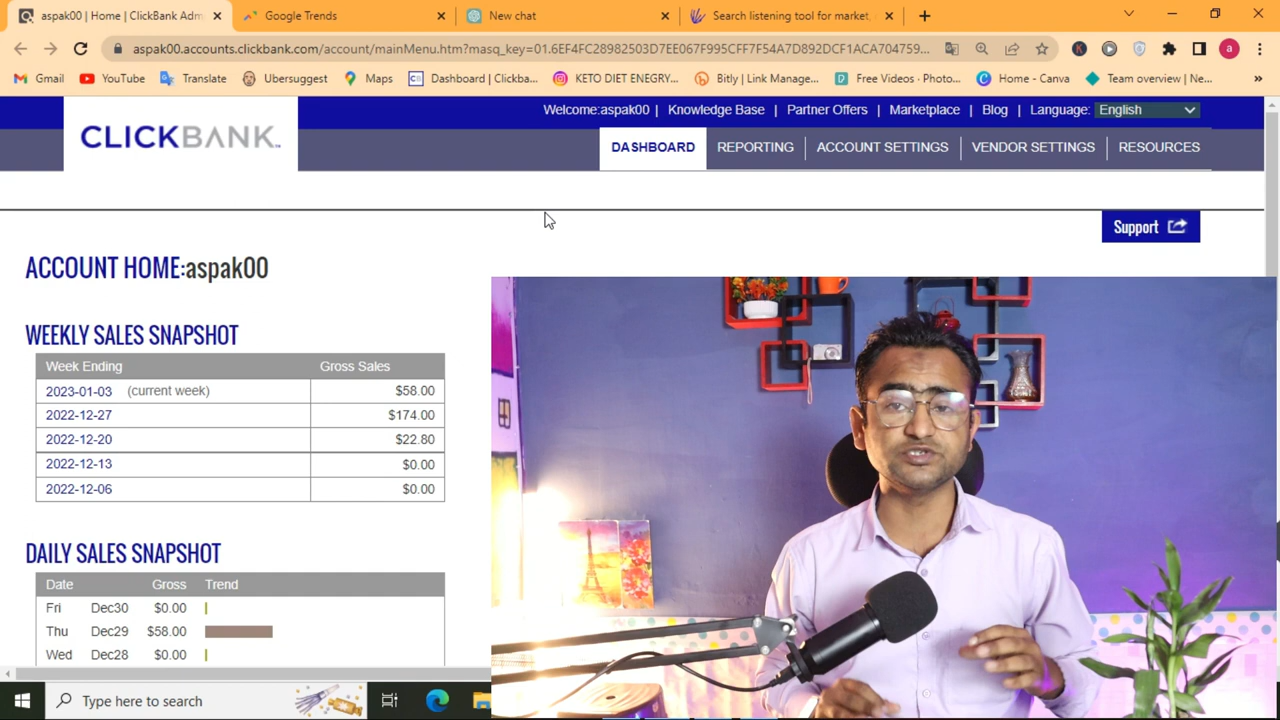 aspak00 | Home | ClickBank Adm
Google Trends
New chat
Search listening tool for market,
aspak00.accounts.clickbank.com/account/mainMenu.htm?masq_key=01.6EF4FC28982503D7EE067F995CFF7F54A7D892DCF1ACA704759...
a
Gmail
YouTube
Translate
Ubersuggest
Maps
Dashboard | Clickba...
KETO DIET ENEGRY...
Bitly | Link Manage...
Free Videos · Photo...
Home - Canva
Team overview | Ne...
Welcome:aspak00 | Knowledge Base | Partner Offers | Marketplace | Blog | Language: English
CLICKBANK
DASHBOARD REPORTING ACCOUNT SETTINGS VENDOR SETTINGS RESOURCES
Support
ACCOUNT HOME:aspak00
WEEKLY SALES SNAPSHOT
Week Ending Gross Sales
2023-01-03 (current week) $58.00
2022-12-27 $174.00
2022-12-20 $22.80
2022-12-13 $0.00
2022-12-06 $0.00
DAILY SALES SNAPSHOT
Date Gross Trend
Fri Dec30 $0.00
Thu Dec29 $58.00
Wed Dec28 $0.00
Type here to search